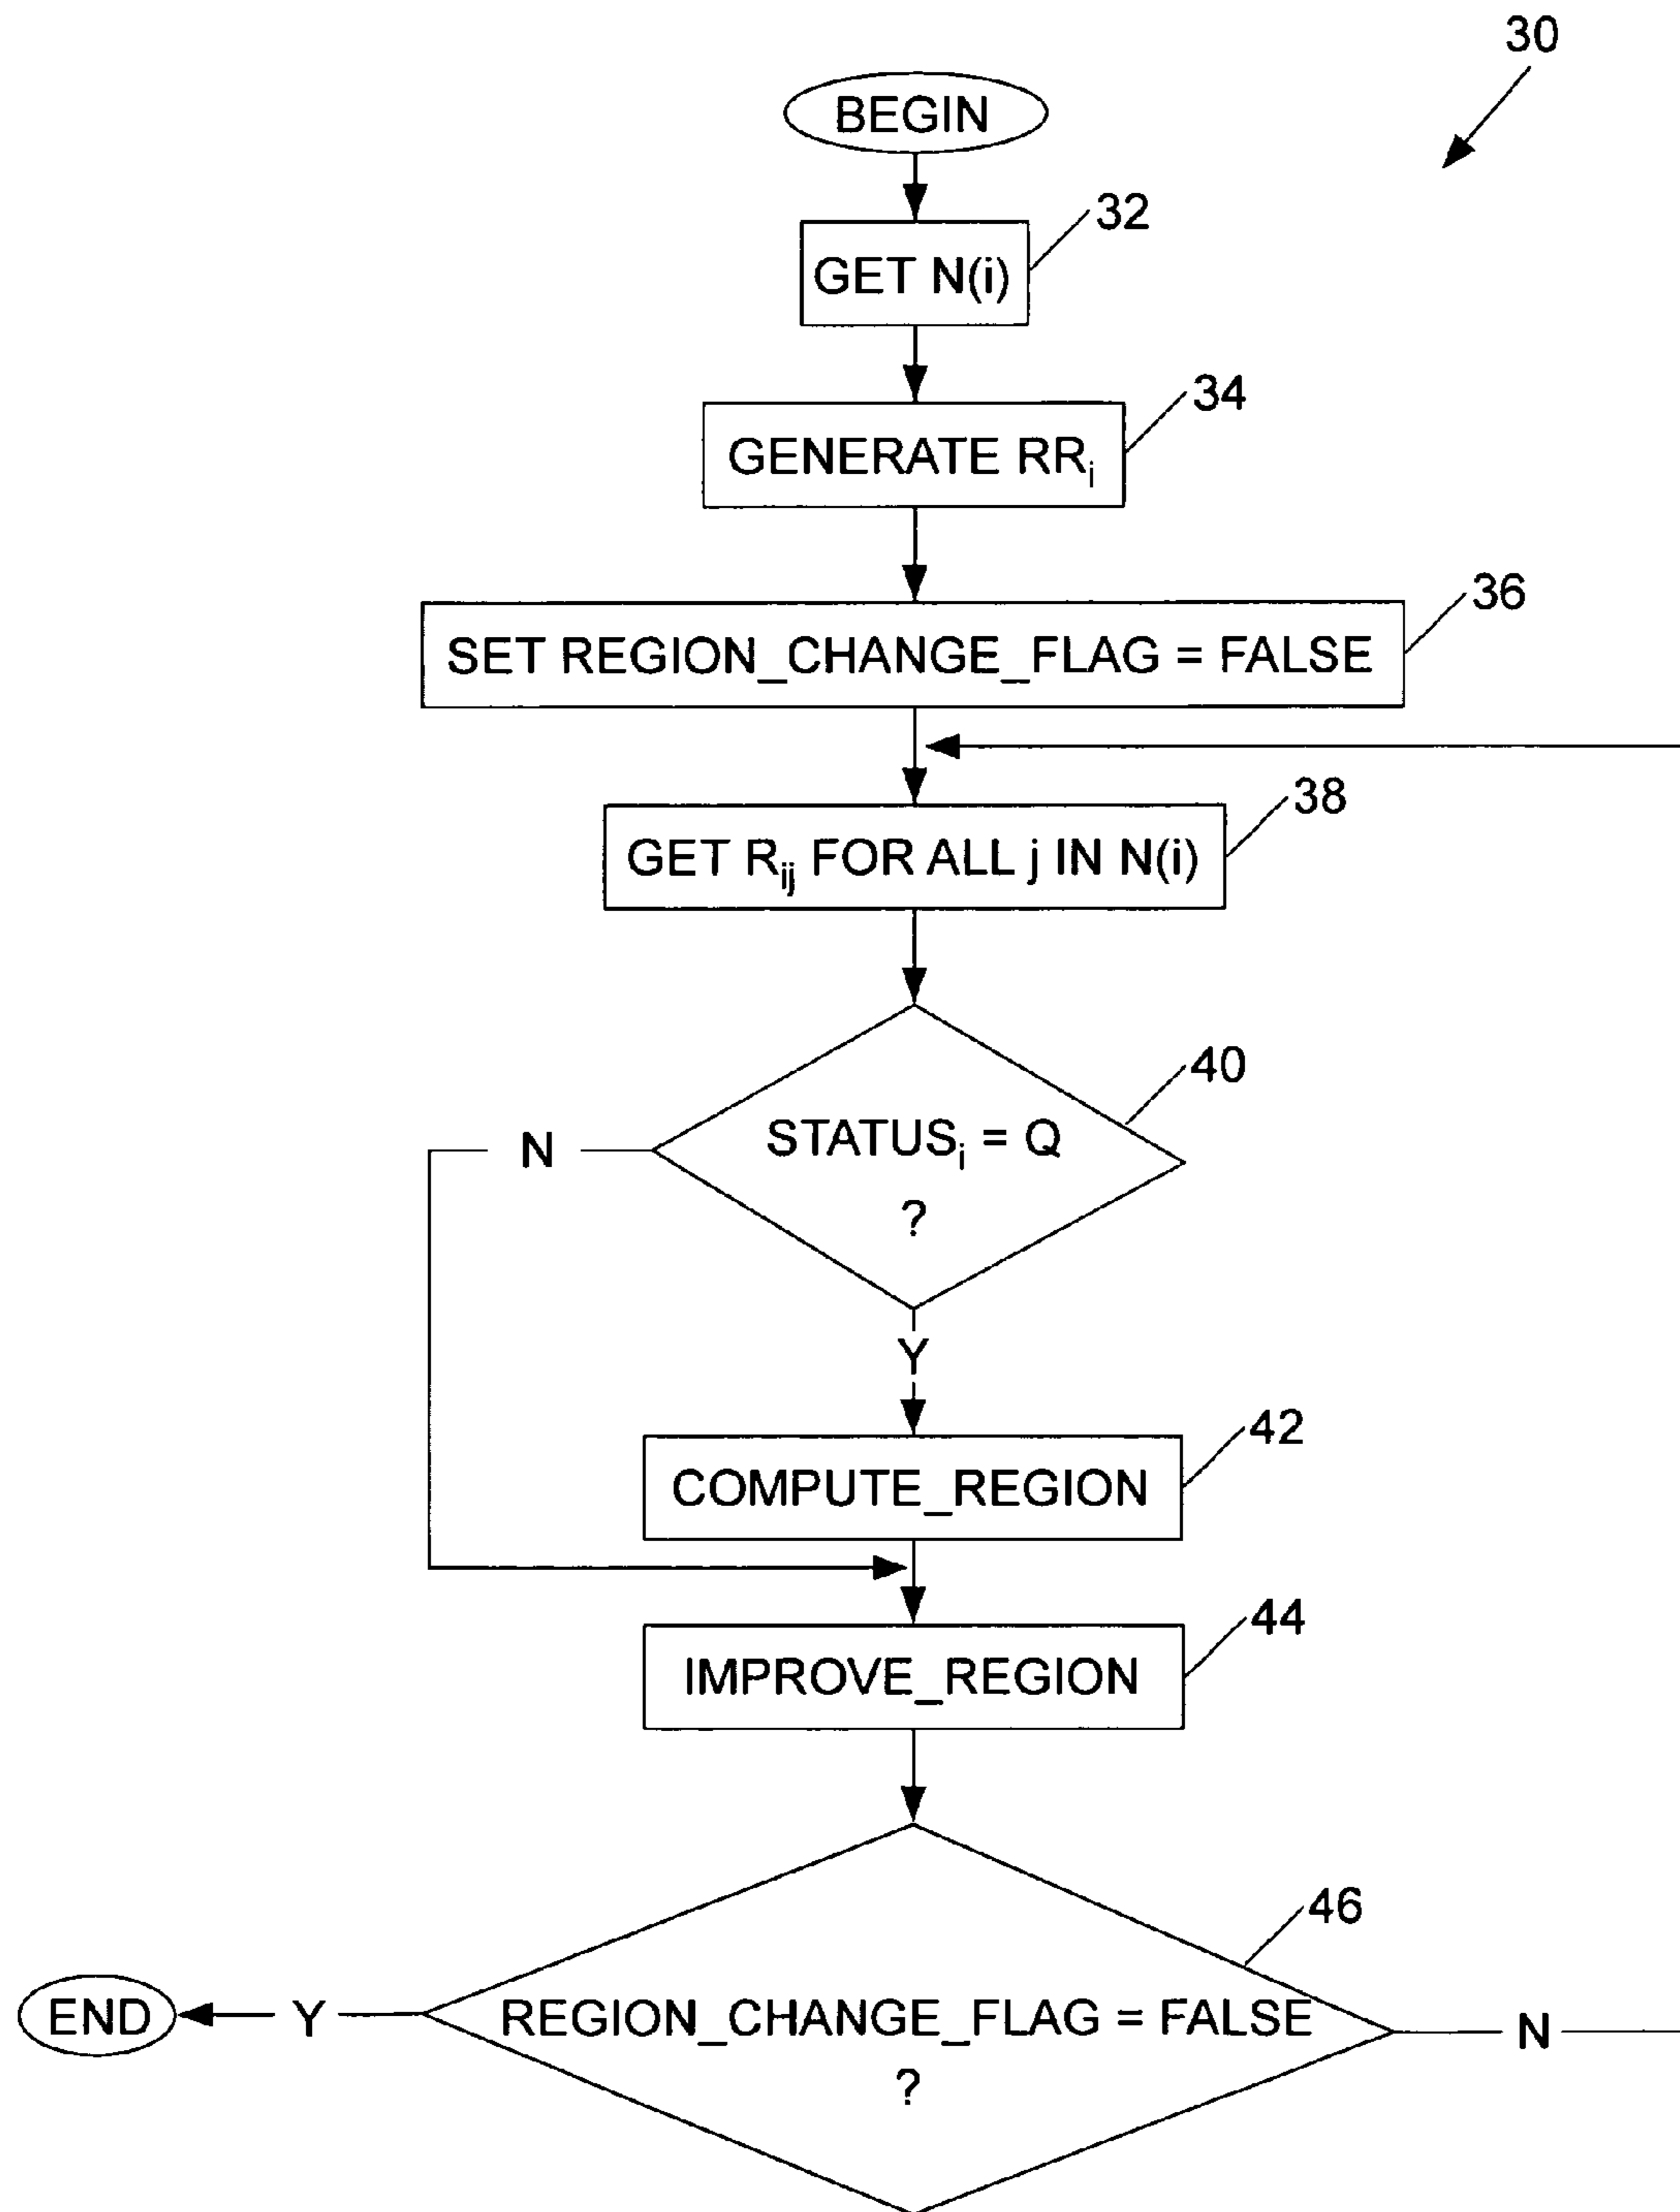 30
BEGIN
32
GET N(i)
34
GENERATE RRi
36
SET REGION_CHANGE_FLAG = FALSE
38
GET Rij FOR ALL j IN N(i)
40
STATUSi = Q
?
N
Y
42
COMPUTE_REGION
44
IMPROVE_REGION
46
END
Y
REGION_CHANGE_FLAG = FALSE
?
N